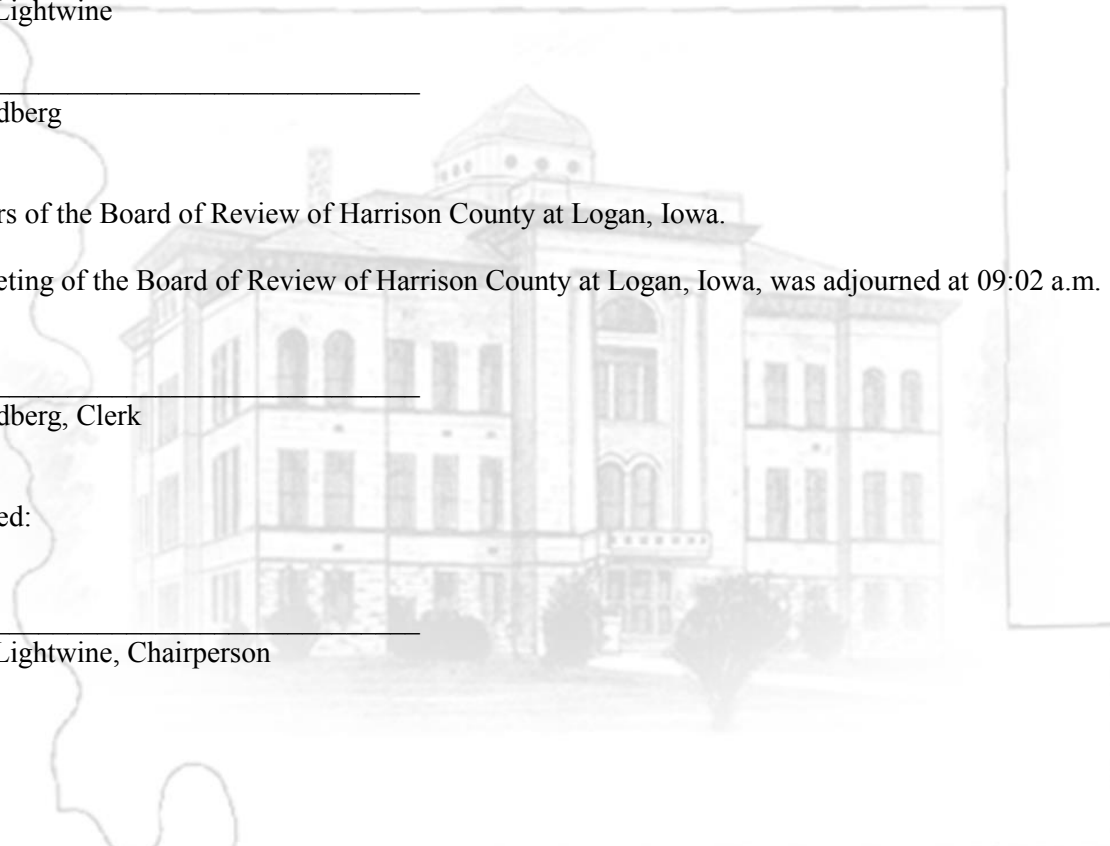 Lightwine
dberg
rs of the Board of Review of Harrison County at Logan, Iowa.
eting of the Board of Review of Harrison County at Logan, Iowa, was adjourned at 09:02 a.m.
dberg, Clerk
ed:
Lightwine, Chairperson